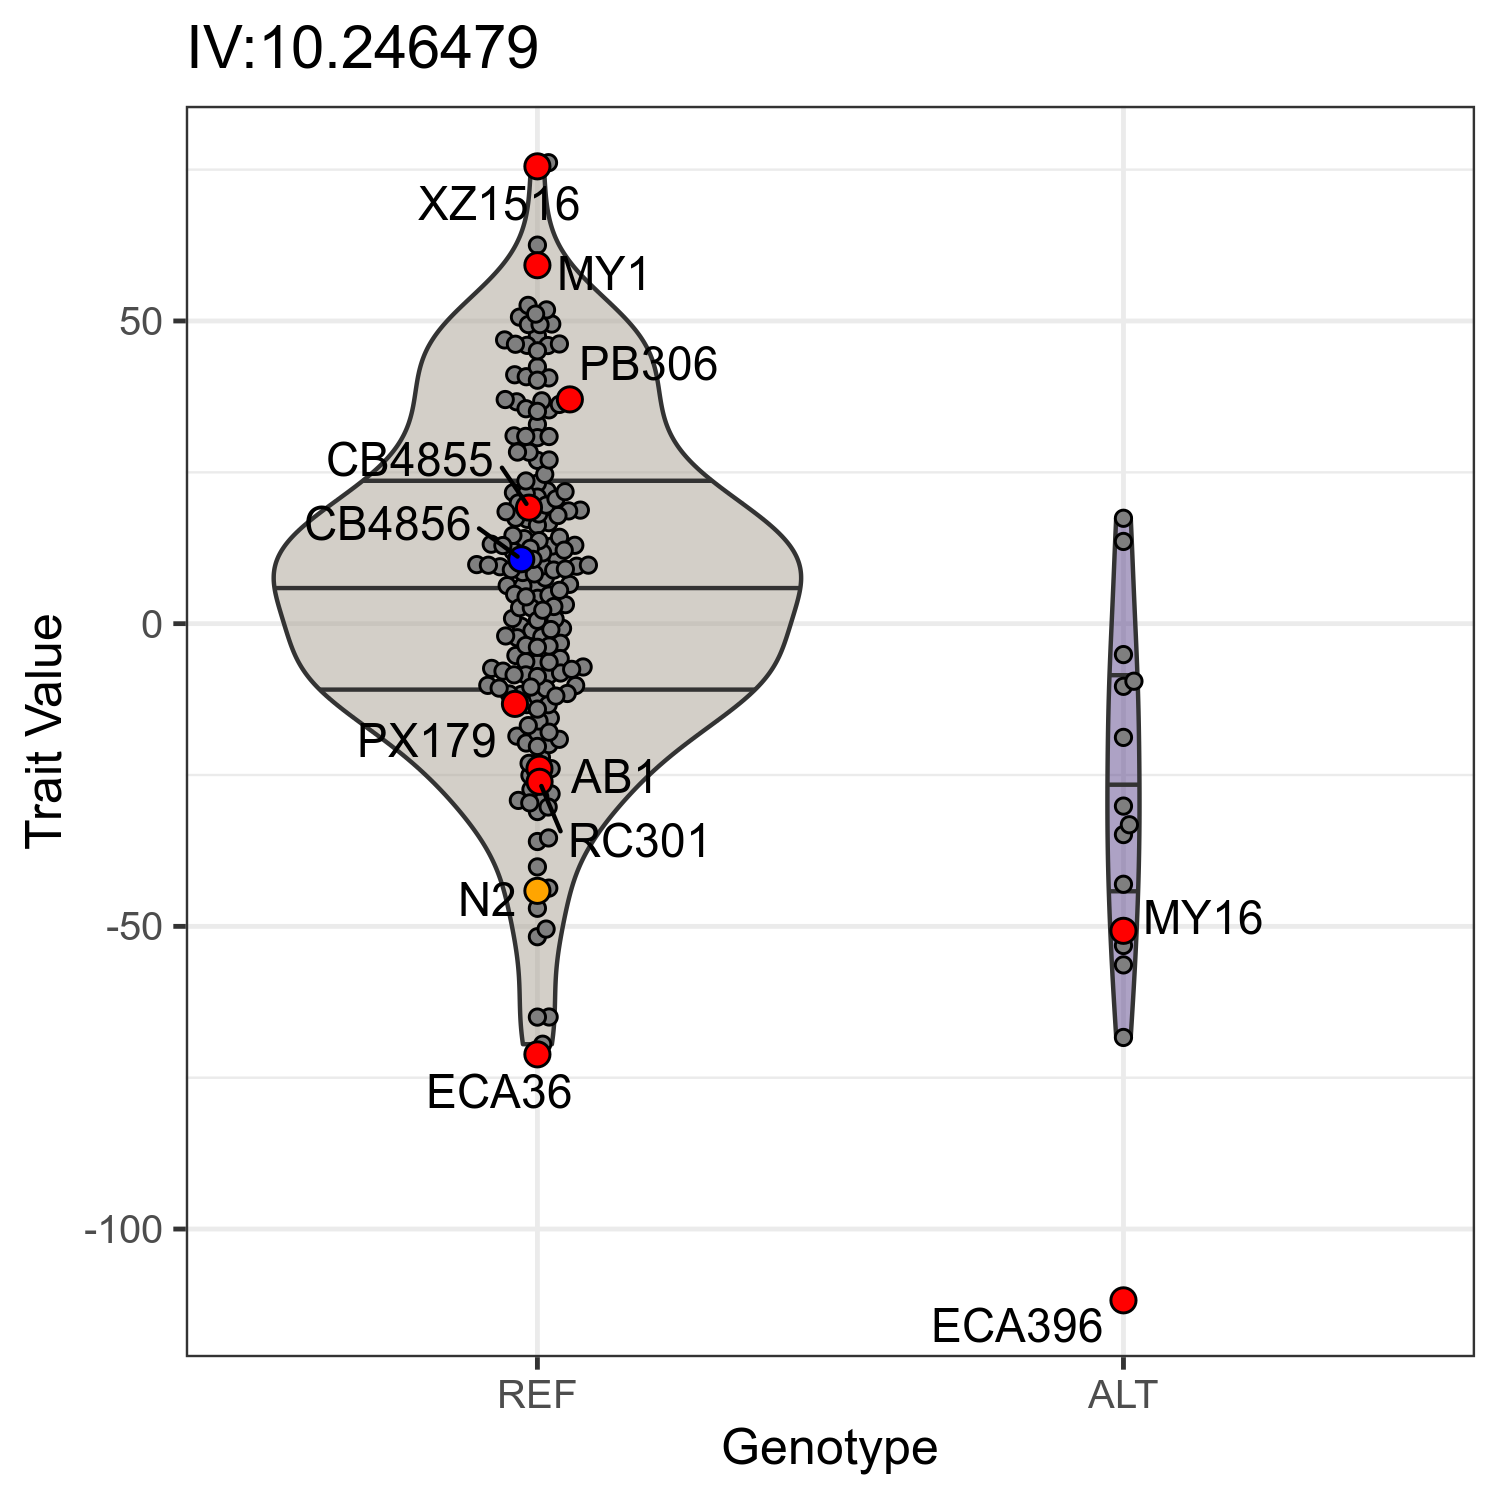 IV:10.246479
XZ1516
MY1
50
PB306
CB4855
CB4856
0
Trait Value
PX179
AB1
RC301
N2
-50
MY16
ECA36
-100
ECA396
REF
ALT
Genotype